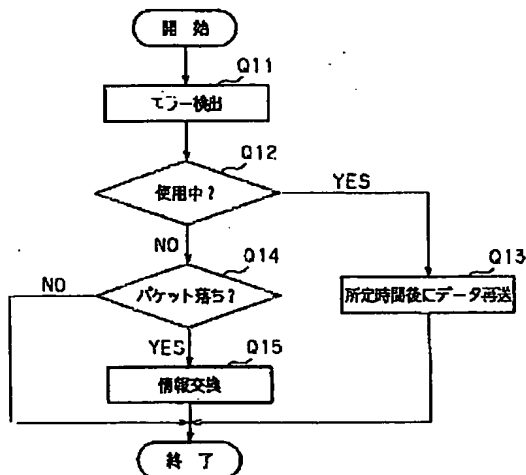 開始
Q11
エラー検出
Q12
使用中？
YES
NO
Q14
Q13
NO
パケット落ち？
所定時間後にデータ再送
YES
Q15
情報交換
終了